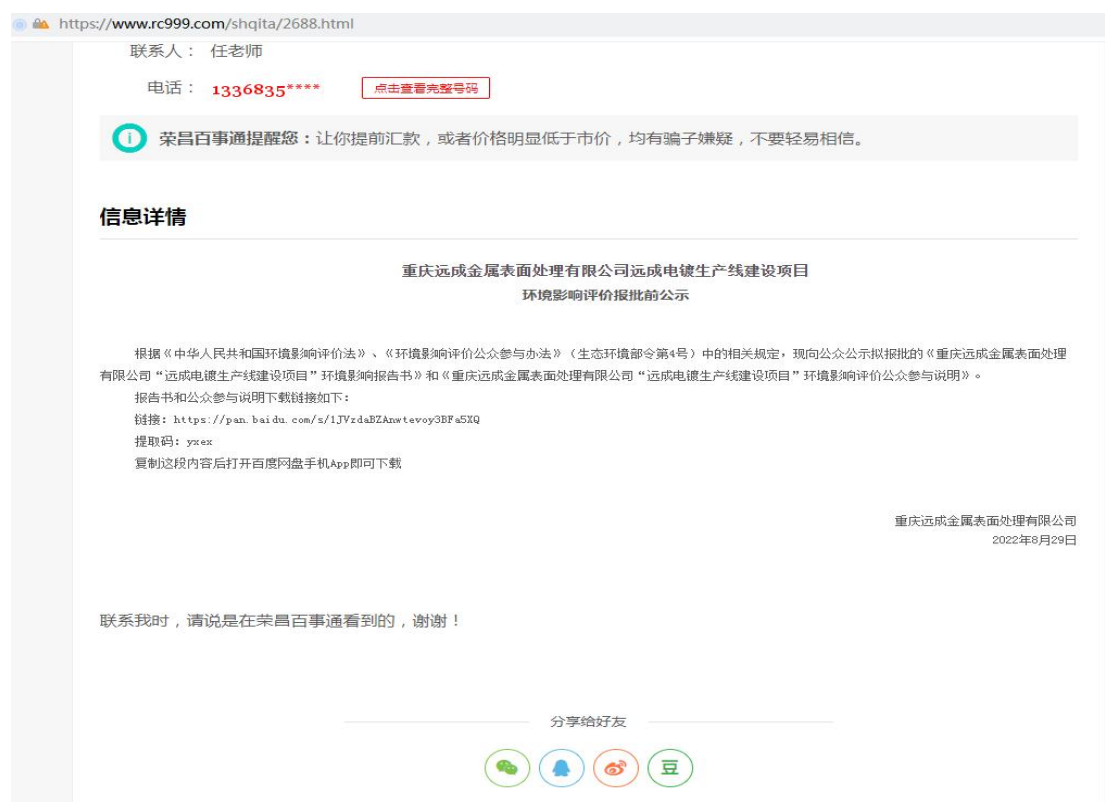 https://www.rc999.com/shqita/2688.html
联系人： 任老师
电话： 1336835**** 点击查看完整号码
荣昌百事通提醒您：让你提前汇款，或者价格明显低于市价，均有骗子嫌疑，不要轻易相信。
信息详情
重庆远成金属表面处理有限公司远成电镀生产线建设项目
环境影响评价报批前公示
根据《中华人民共和国环境影响评价法》、《环境影响评价公众参与办法》（生态环境部令第4号）中的相关规定，现向公众公示拟报批的《重庆远成金属表面处理
有限公司“远成电镀生产线建设项目”环境影响报告书》和《重庆远成金属表面处理有限公司“远成电镀生产线建设项目”环境影响评价公众参与说明》。
报告书和公众参与说明下载链接如下：
链接：https://pan.baidu.com/s/1JVzdaBZAnwtevoy3BFa5XQ
提取码：yxex
复制这段内容后打开百度网盘手机App即可下载
重庆远成金属表面处理有限公司
2022年8月29日
联系我时，请说是在荣昌百事通看到的，谢谢！
分享给好友
豆